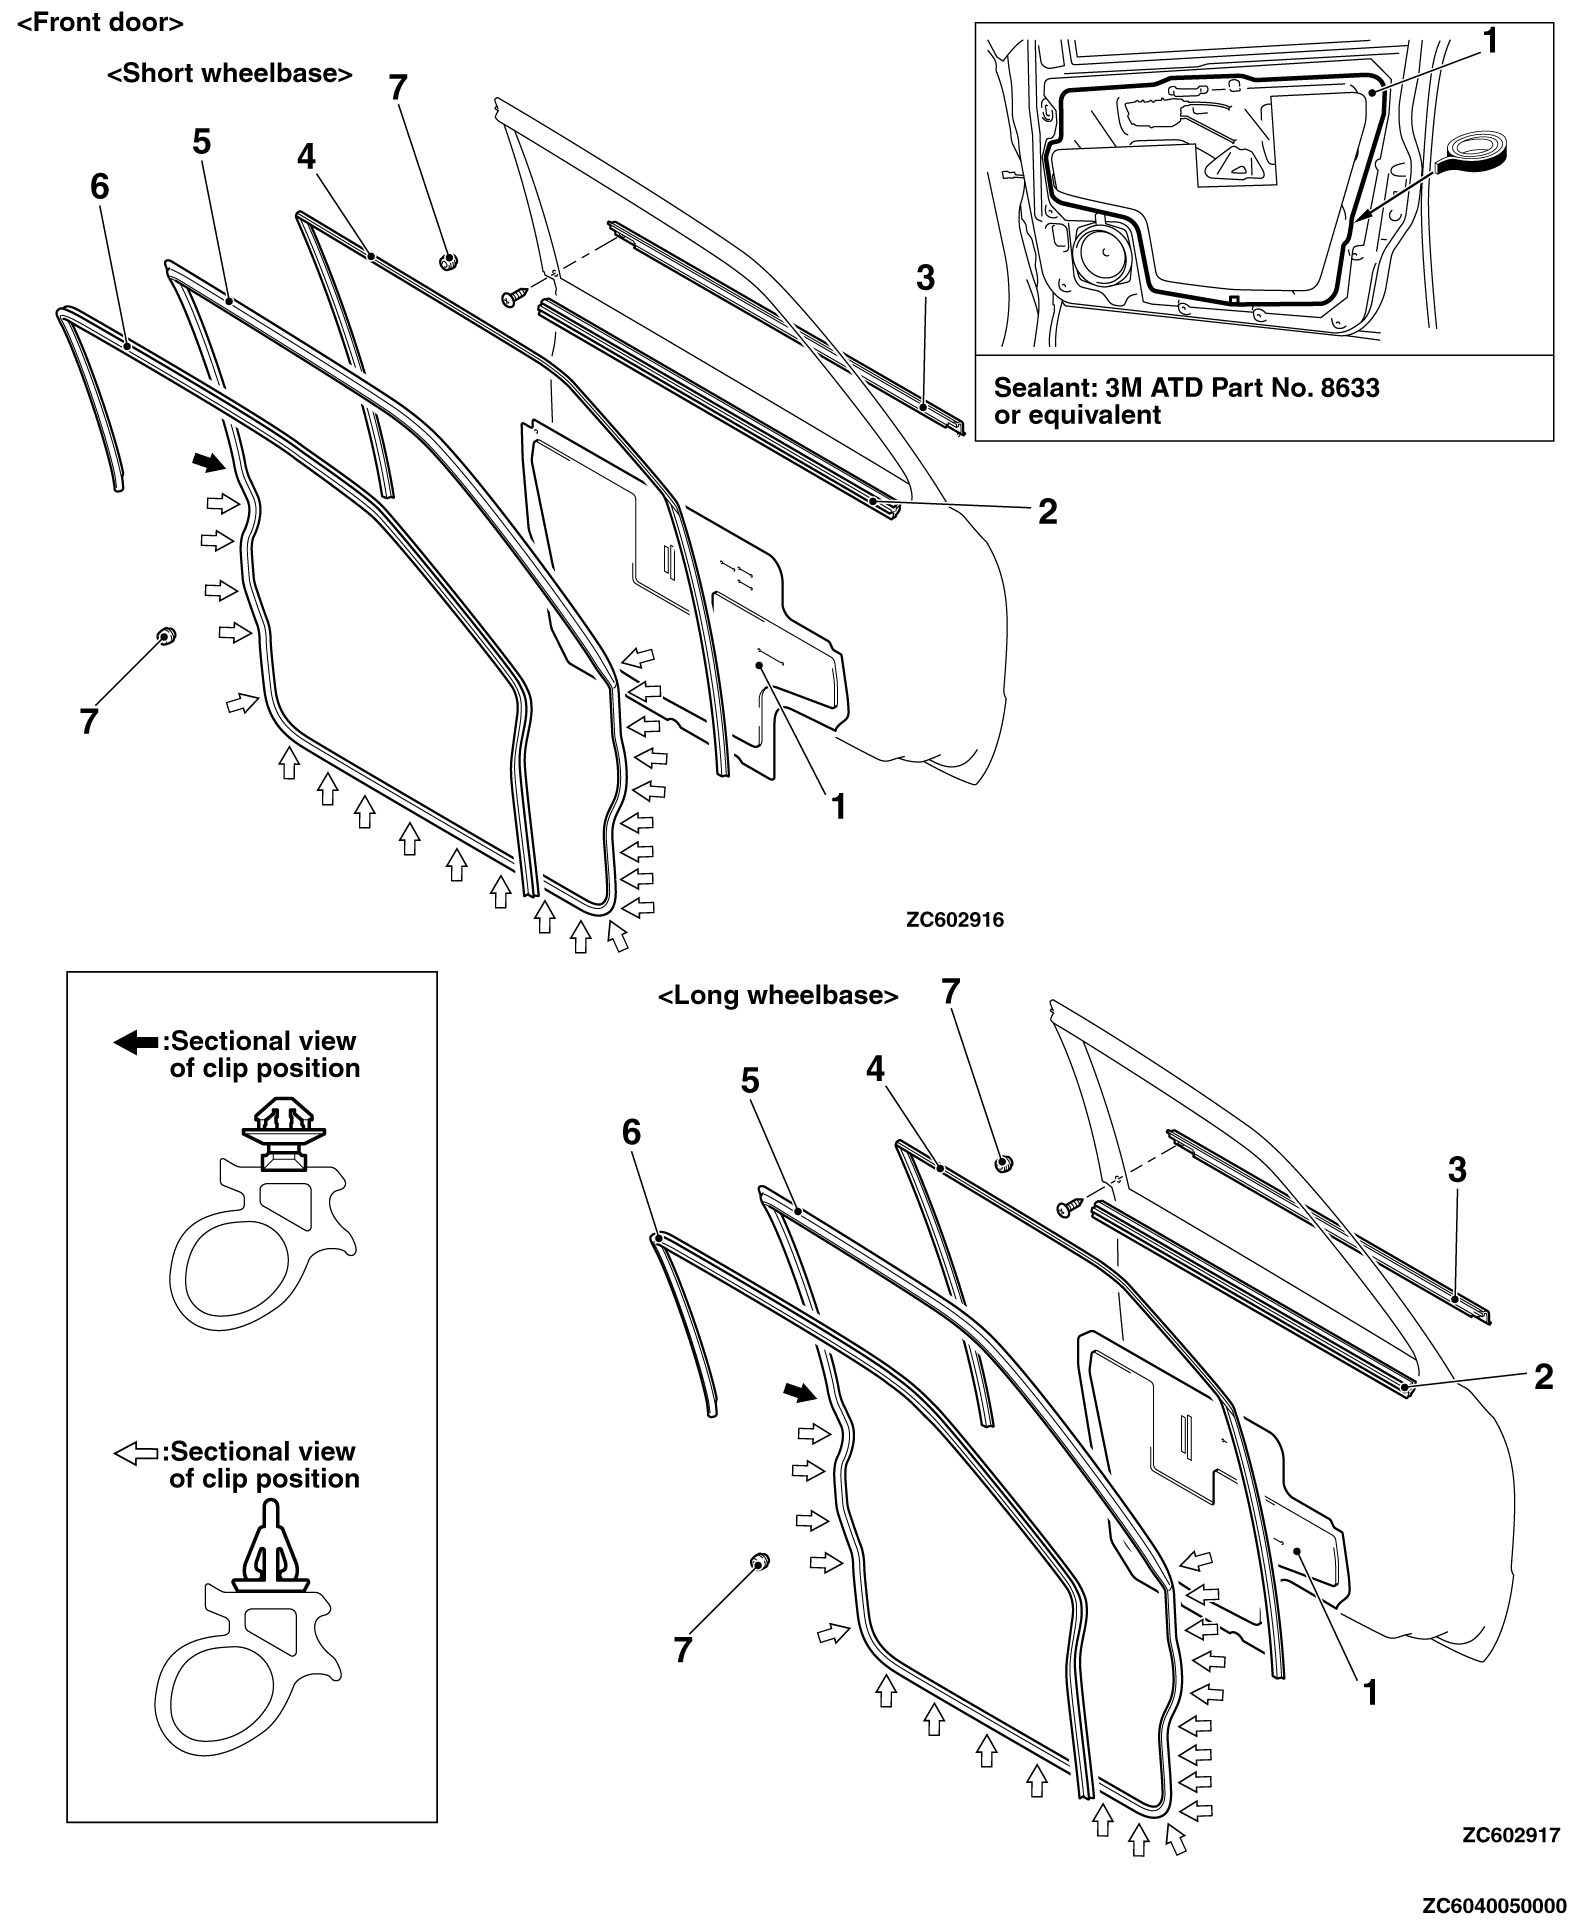 <Front door>
<Short wheelbase>
7
1
5
4
6
3
Sealant: 3M ATD Part No. 8633
or equivalent
2
7
1
ZC602916
<Long wheelbase>
7
:Sectional view
of clip position
4
5
6
3
2
:Sectional view
of clip position
7
1
ZC602917
ZC6040050000